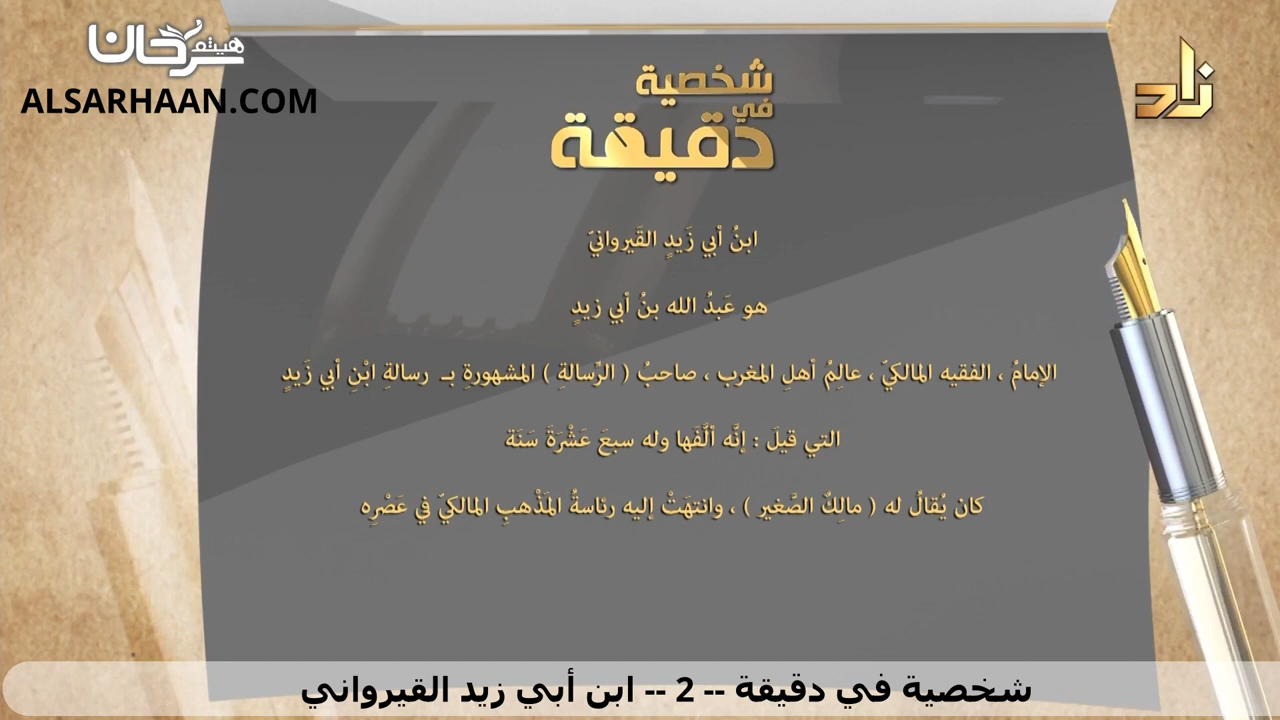 هيثم سرحان
ALSARHAAN.COM
زاد
شخصية
في
دقيقة
ابنُ أبي زَيدٍ القَيروانيّ
هو عَبدُ الله بنُ أبي زيدٍ
الإمامُ ، الفقيه المالكيّ ، عالِمُ أهلِ المغرب ، صاحبُ ( الرِّسالةِ ) المشهورةِ بـ رسالةِ ابْنِ أبي زَيدٍ
التي قيلَ : إنَّه ألَّفَها وله سبعَ عَشْرَةَ سَنَة
كان يُقالُ له ( مالِكٌ الصَّغير ) ، وانتهَتْ إليه رئاسةُ المَذْهبِ المالكيّ في عَصْرِه
شخصية في دقيقة -- 2 -- ابن أبي زيد القيرواني